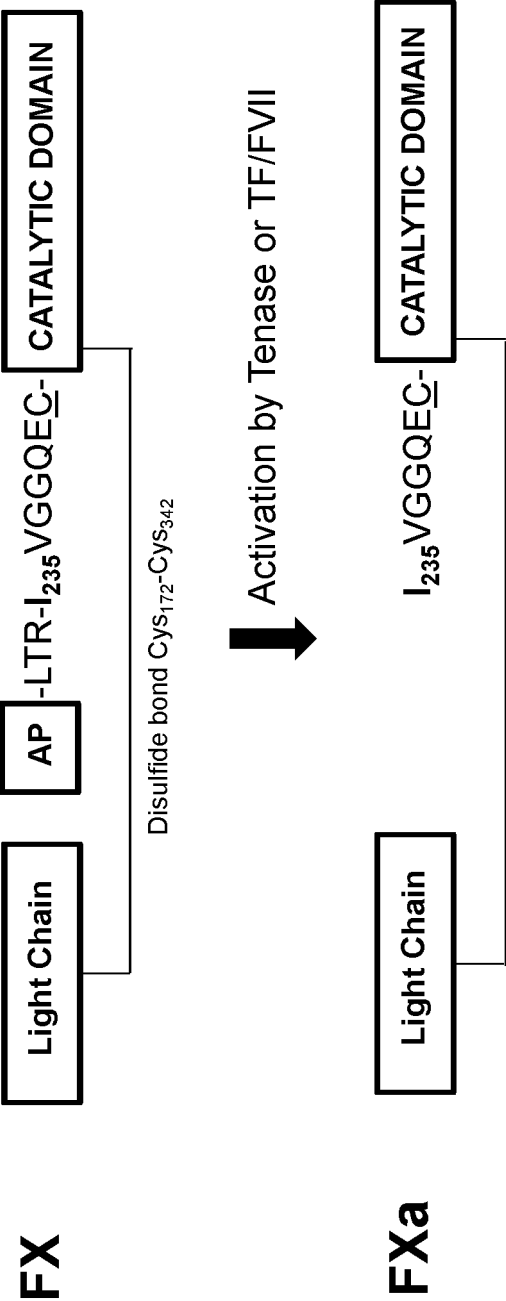 FX
Light Chain
AP
-LTR-I₂₃₅VGGQEC-
CATALYTIC DOMAIN
Disulfide bond Cys₁₇₂-Cys₃₄₂
Activation by Tenase or TF/FVII
FXa
Light Chain
I₂₃₅VGGQEC-
CATALYTIC DOMAIN